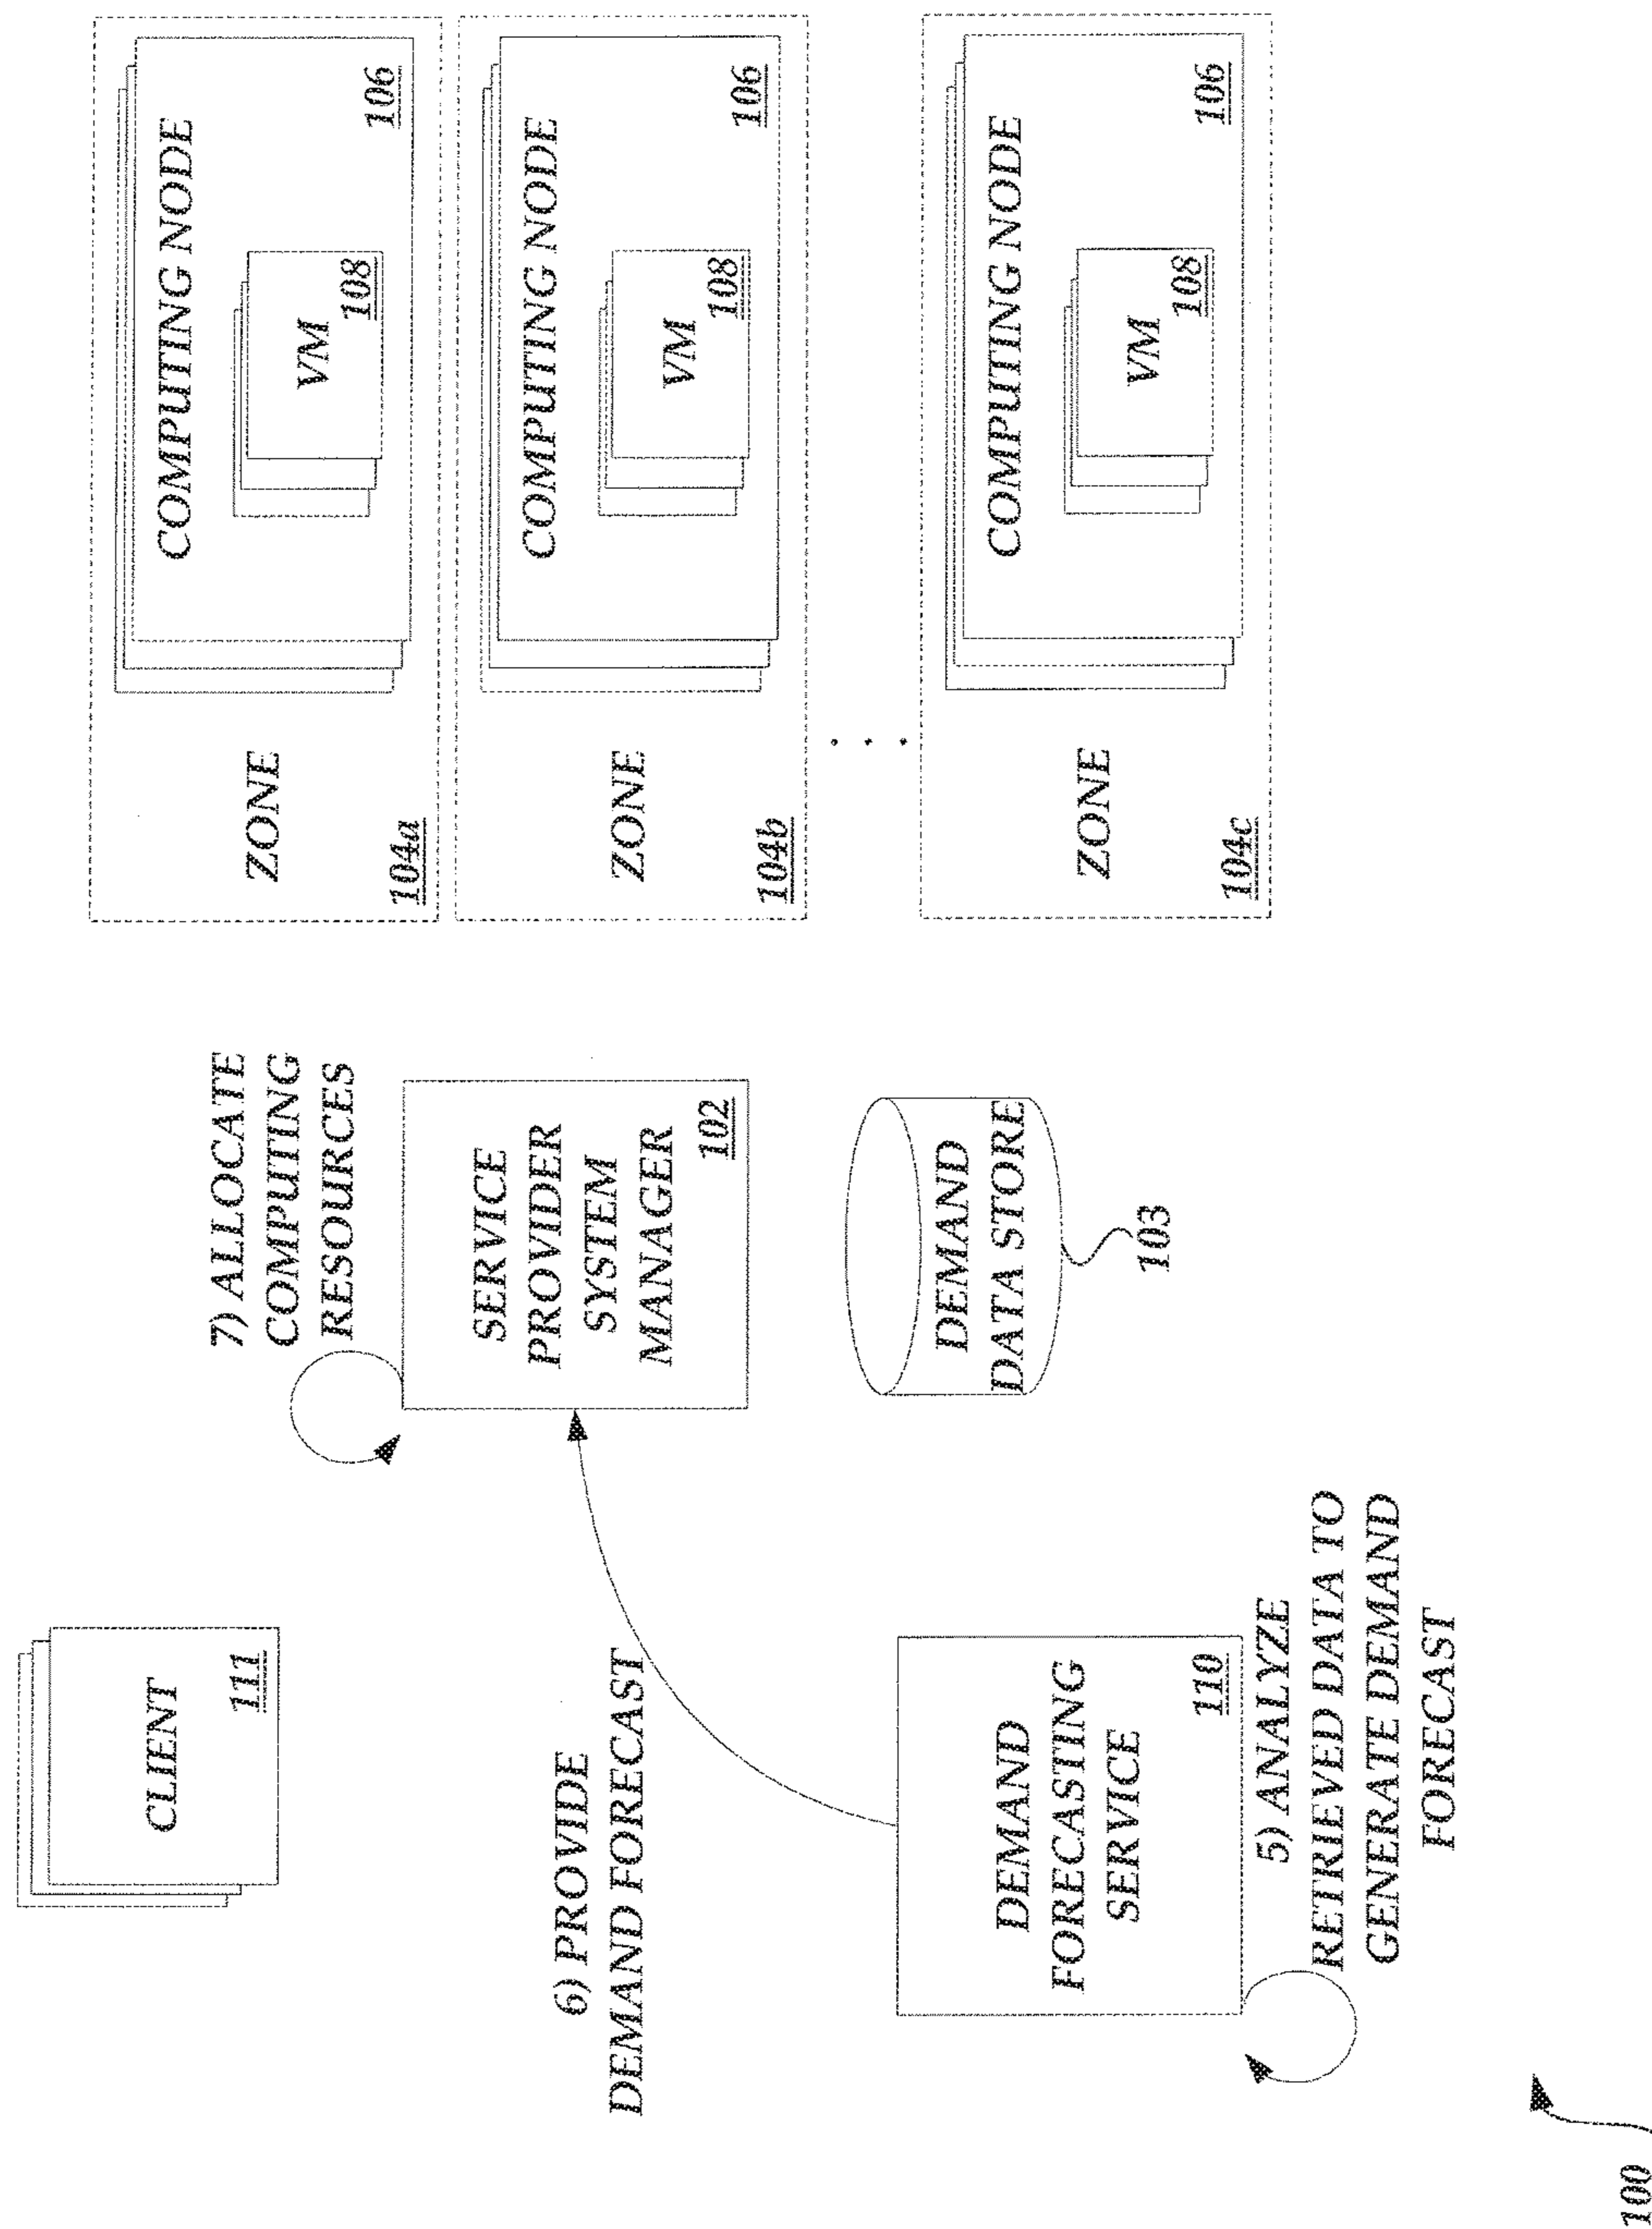 CLIENT
111
7) ALLOCATE
COMPUTING
RESOURCES
6) PROVIDE
DEMAND FORECAST
SERVICE
PROVIDER
SYSTEM
MANAGER
102
DEMAND
DATA STORE
103
DEMAND
FORECASTING
SERVICE
110
5) ANALYZE
RETRIEVED DATA TO
GENERATE DEMAND
FORECAST
100
ZONE
104a
COMPUTING NODE
106
VM
108
ZONE
104b
COMPUTING NODE
106
VM
108
. . .
ZONE
104c
COMPUTING NODE
106
VM
108